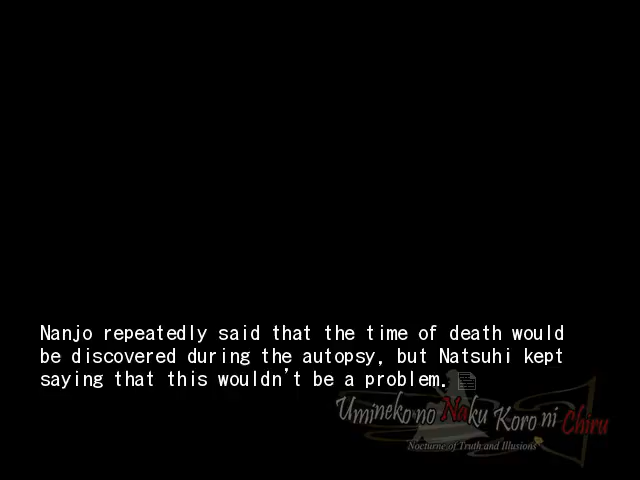 Nanjo repeatedly said that the time of death would
be discovered during the autopsy, but Natsuhi kept
saying that this wouldn't be a problem.
Umineko no Naku Koro ni Chiru
Nocturne of Truth and Illusions